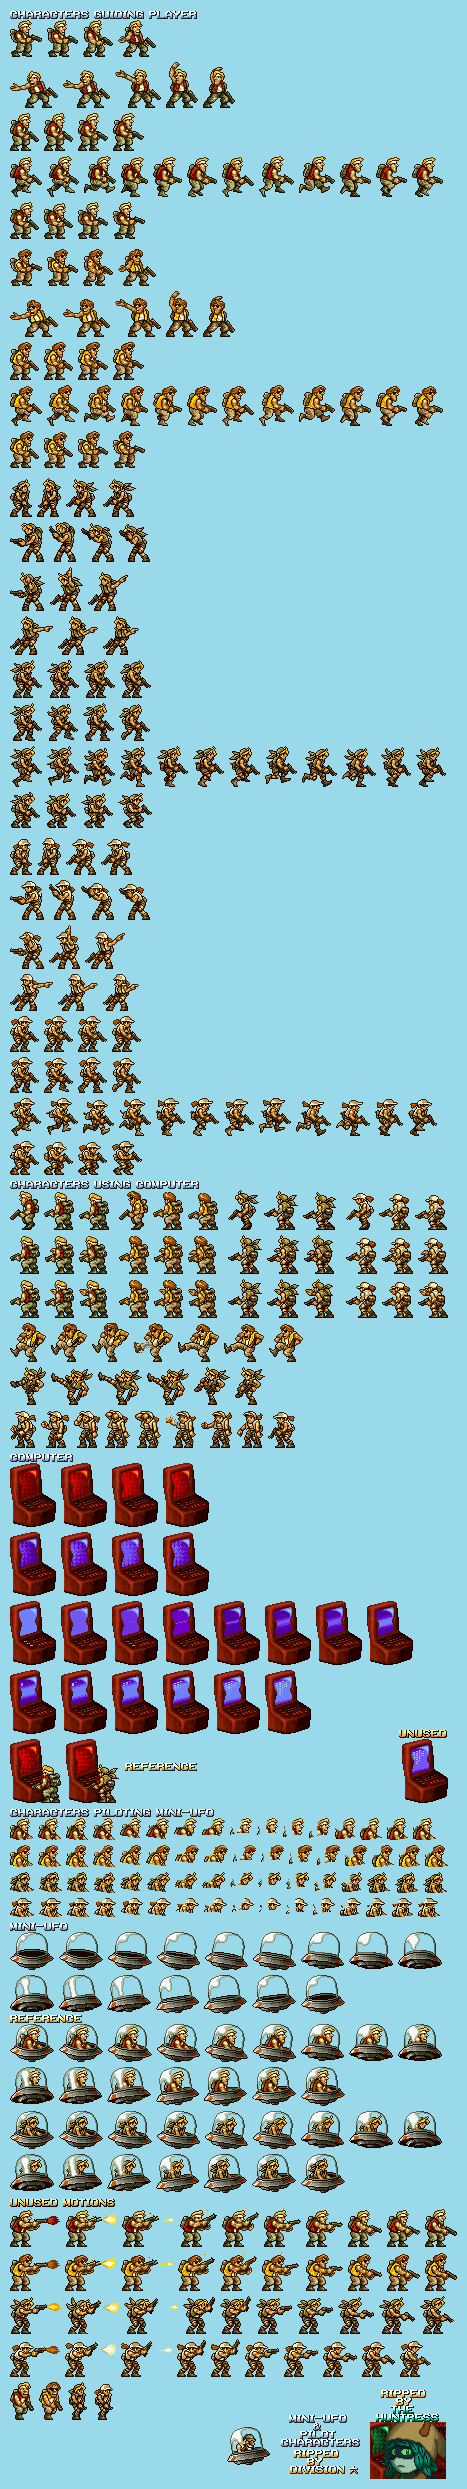 CHARACTERS GUIDING PLAYER
CHARACTERS USING COMPUTER
COMPUTER
UNUSED
REFERENCE
CHARACTERS PILOTING MINI-UFO
MINI-UFO
REFERENCE
UNUSED MOTIONS
MINI-UFO
&
PILOT
CHARACTERS
RIPPED
BY
DIVISION 六
RIPPED
BY
THE
HUNTRESS